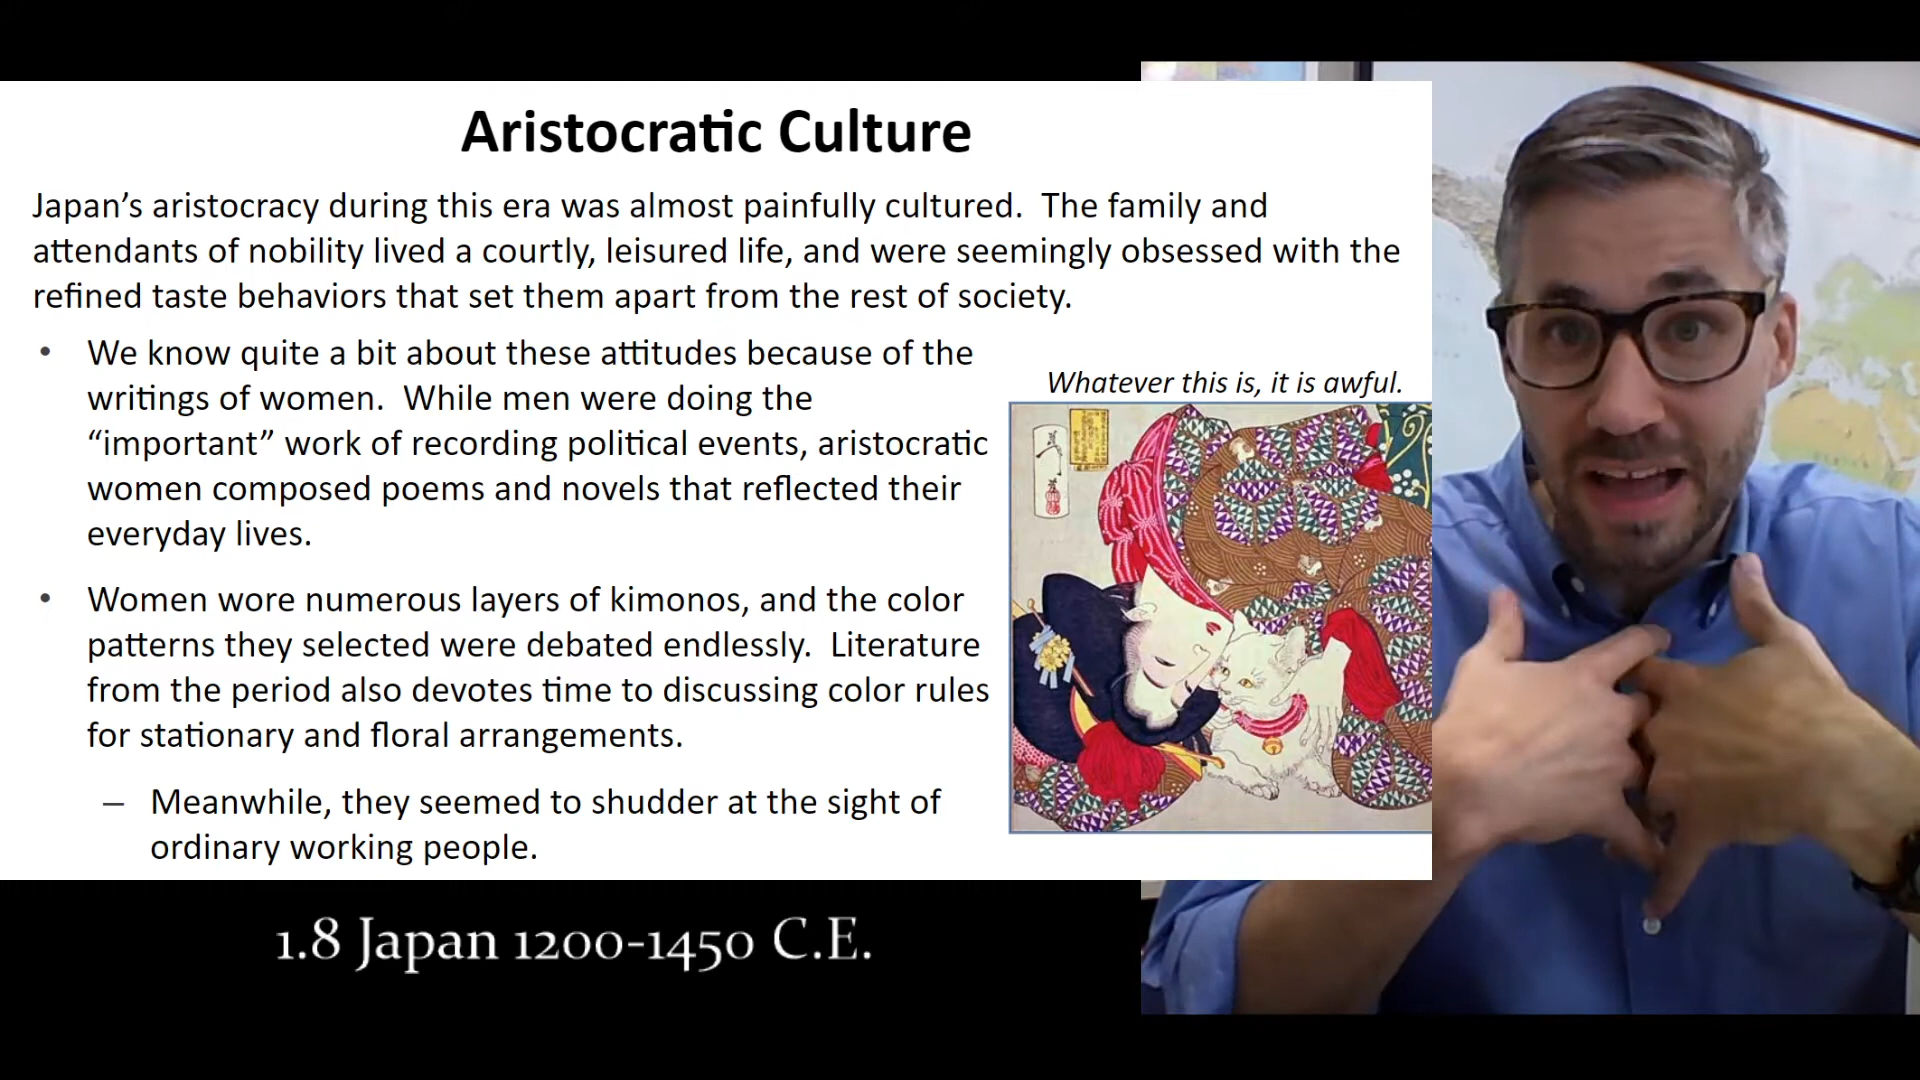 Aristocratic Culture
Japan’s aristocracy during this era was almost painfully cultured.  The family and
attendants of nobility lived a courtly, leisured life, and were seemingly obsessed with the
refined taste behaviors that set them apart from the rest of society.
• We know quite a bit about these attitudes because of the
writings of women.  While men were doing the
“important” work of recording political events, aristocratic
women composed poems and novels that reflected their
everyday lives.
• Women wore numerous layers of kimonos, and the color
patterns they selected were debated endlessly.  Literature
from the period also devotes time to discussing color rules
for stationary and floral arrangements.
– Meanwhile, they seemed to shudder at the sight of
ordinary working people.
Whatever this is, it is awful.
1.8 Japan 1200-1450 C.E.